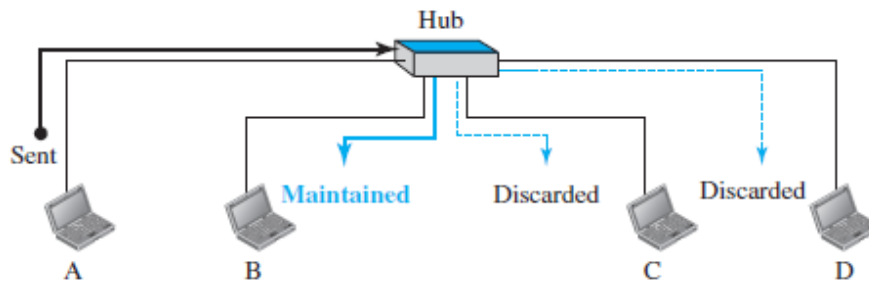 Hub
Sent
Maintained
Discarded
Discarded
A
B
C
D